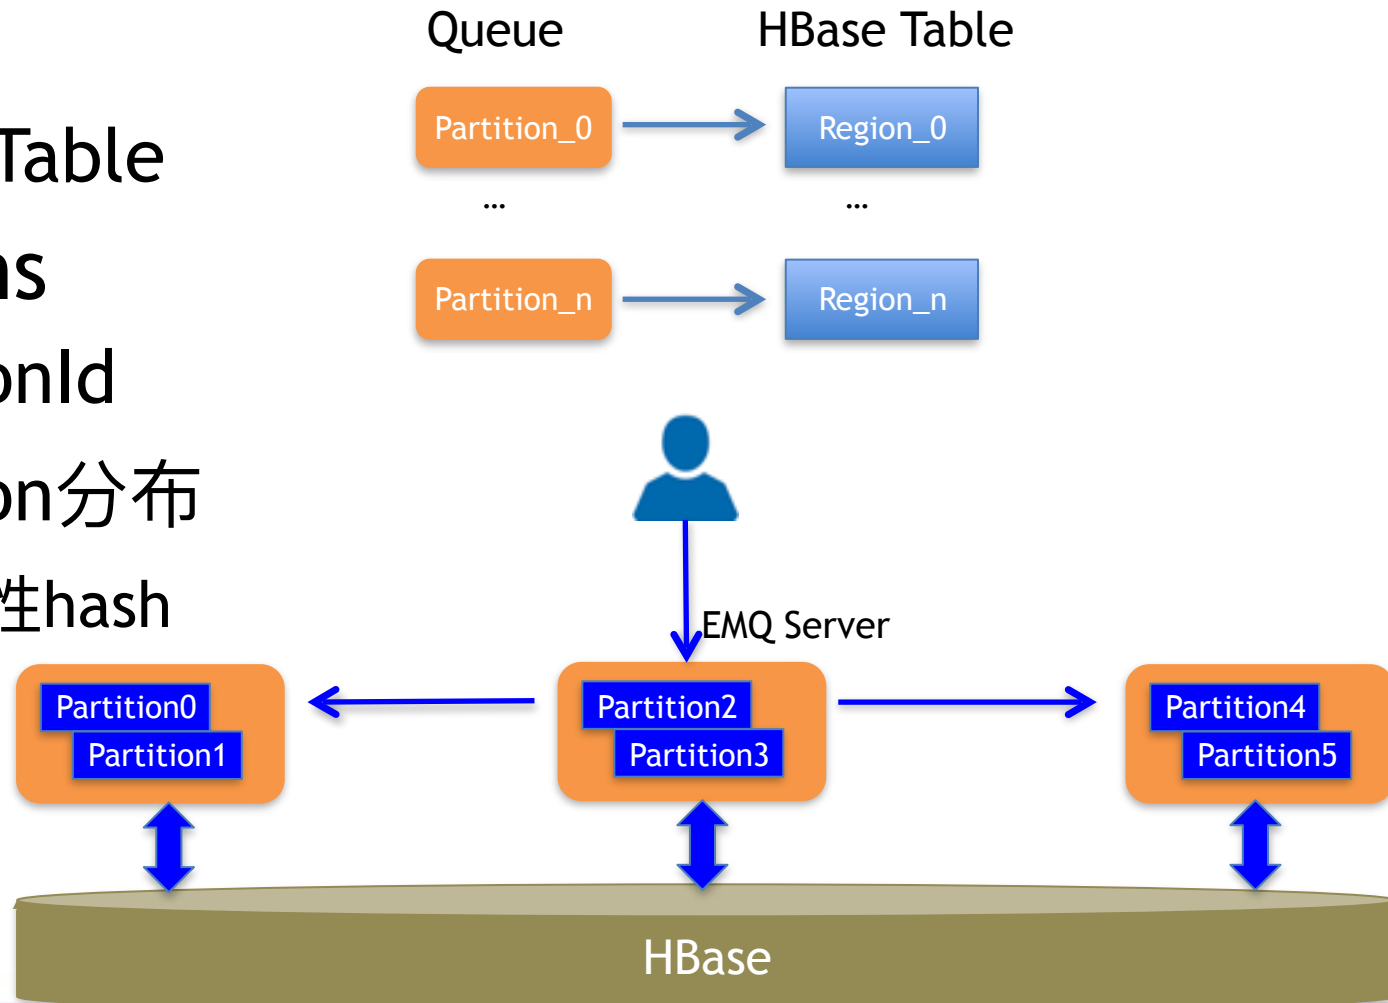 Queue HBase Table
Partition_0 Region_0
Table
... ...
ns
Partition_n Region_n
onId
on分布
性hash
EMQ Server
Partition0 Partition2 Partition4
Partition1 Partition3 Partition5
HBase